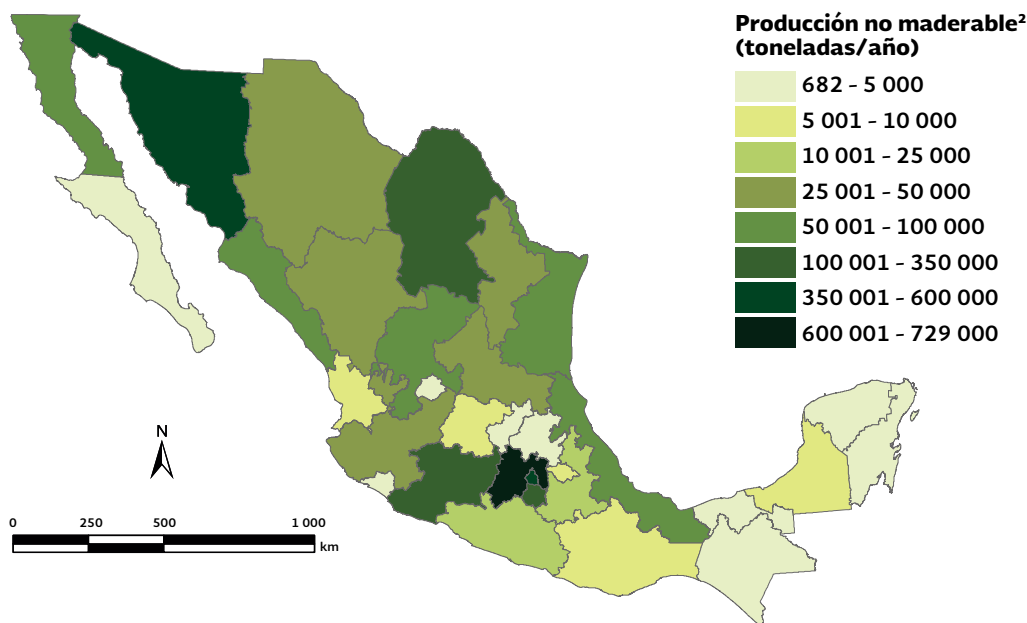 Producción no maderable²
(toneladas/año)
682 - 5 000
5 001 - 10 000
10 001 - 25 000
25 001 - 50 000
50 001 - 100 000
100 001 - 350 000
350 001 - 600 000
600 001 - 729 000
N
0 250 500 1 000
km